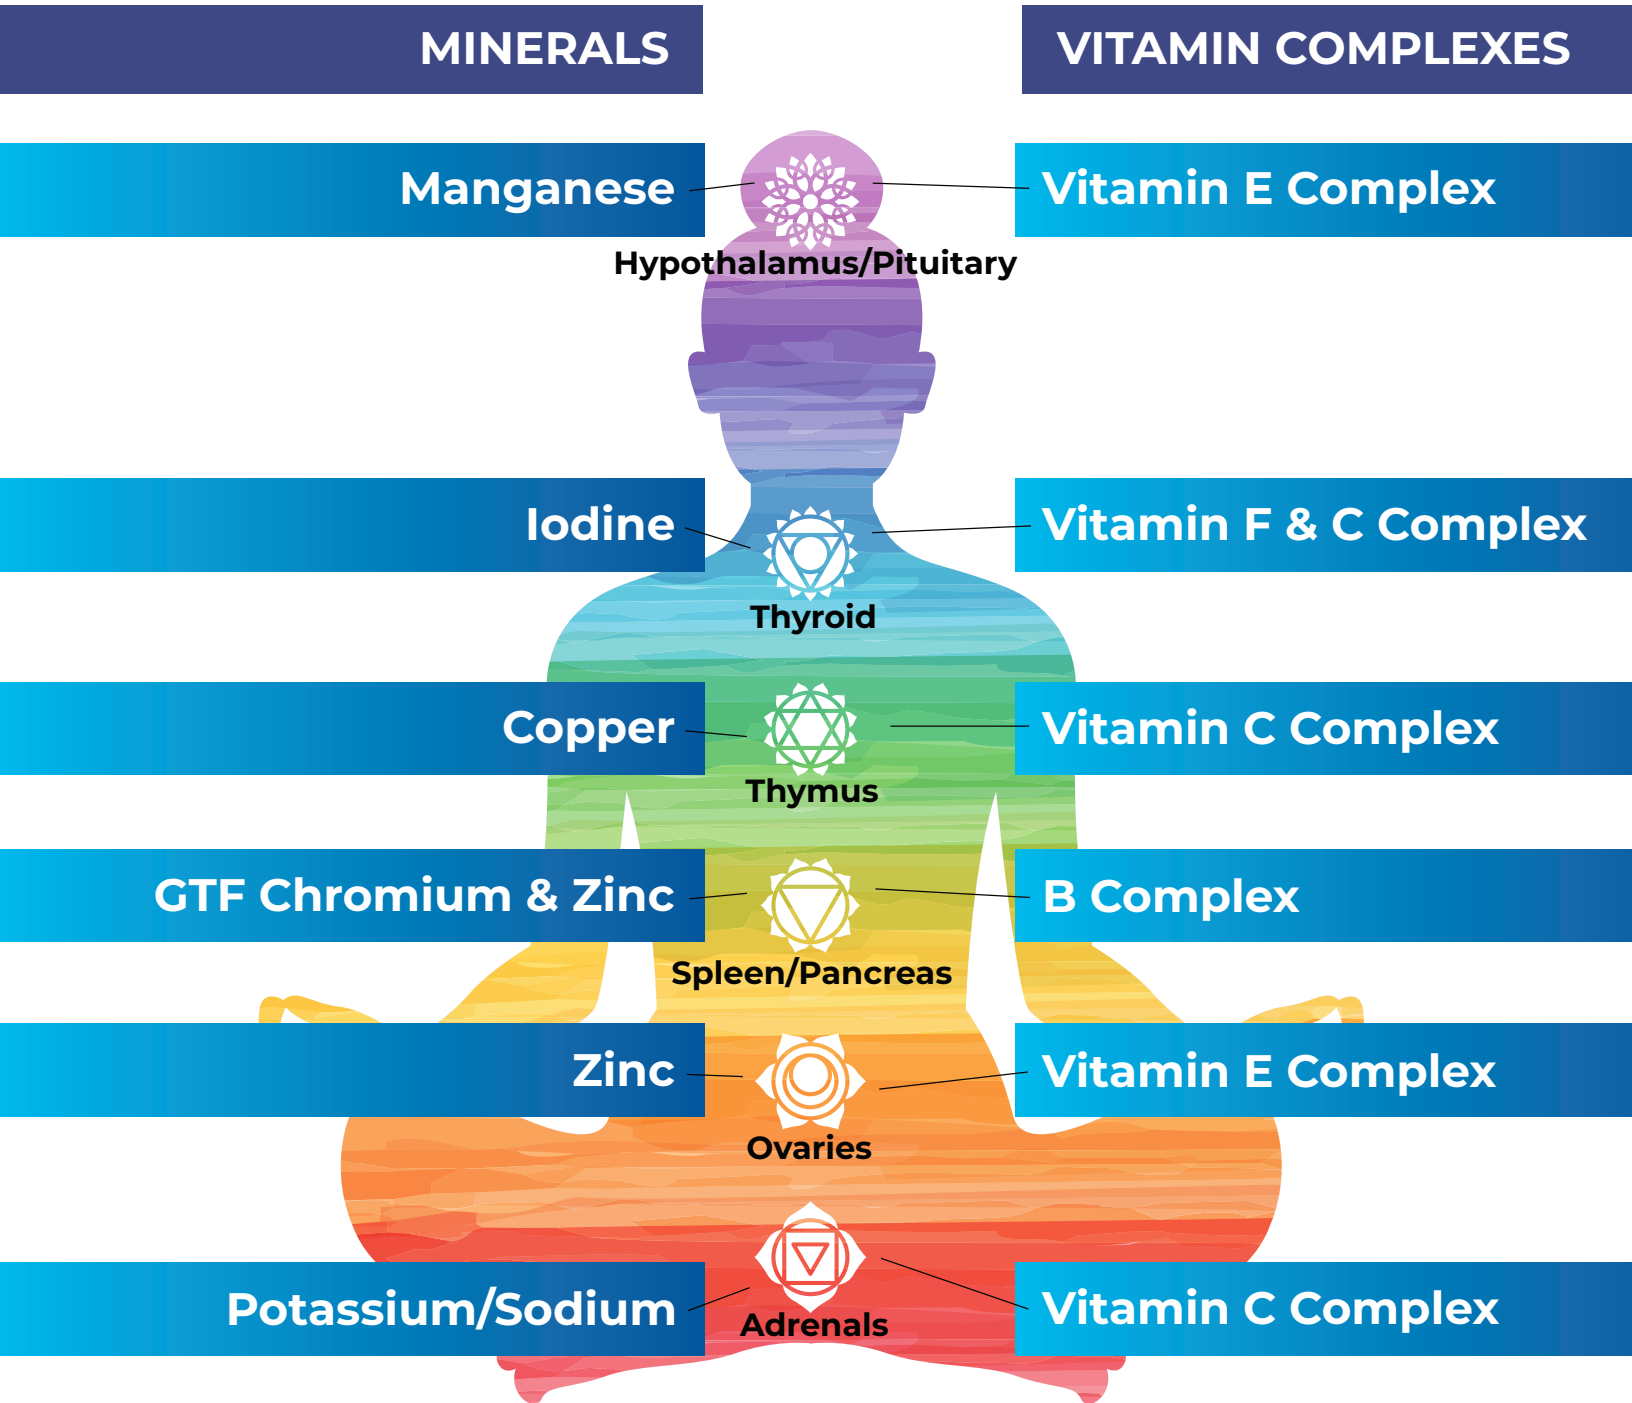 MINERALS
VITAMIN COMPLEXES
Manganese
Vitamin E Complex
Hypothalamus/Pituitary
Iodine
Vitamin F & C Complex
Thyroid
Copper
Vitamin C Complex
Thymus
GTF Chromium & Zinc
B Complex
Spleen/Pancreas
Zinc
Vitamin E Complex
Ovaries
Potassium/Sodium
Vitamin C Complex
Adrenals